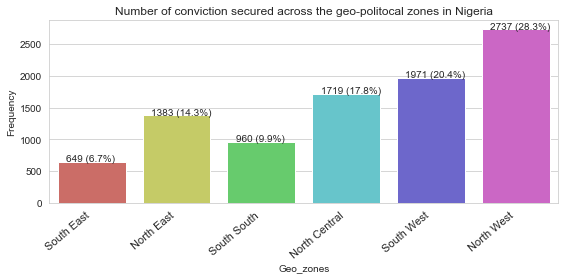 Number of conviction secured across the geo-politocal zones in Nigeria
Frequency
2500
2000
1500
1000
500
0
649 (6.7%)
1383 (14.3%)
960 (9.9%)
1719 (17.8%)
1971 (20.4%)
2737 (28.3%)
South East
North East
South South
North Central
South West
North West
Geo_zones